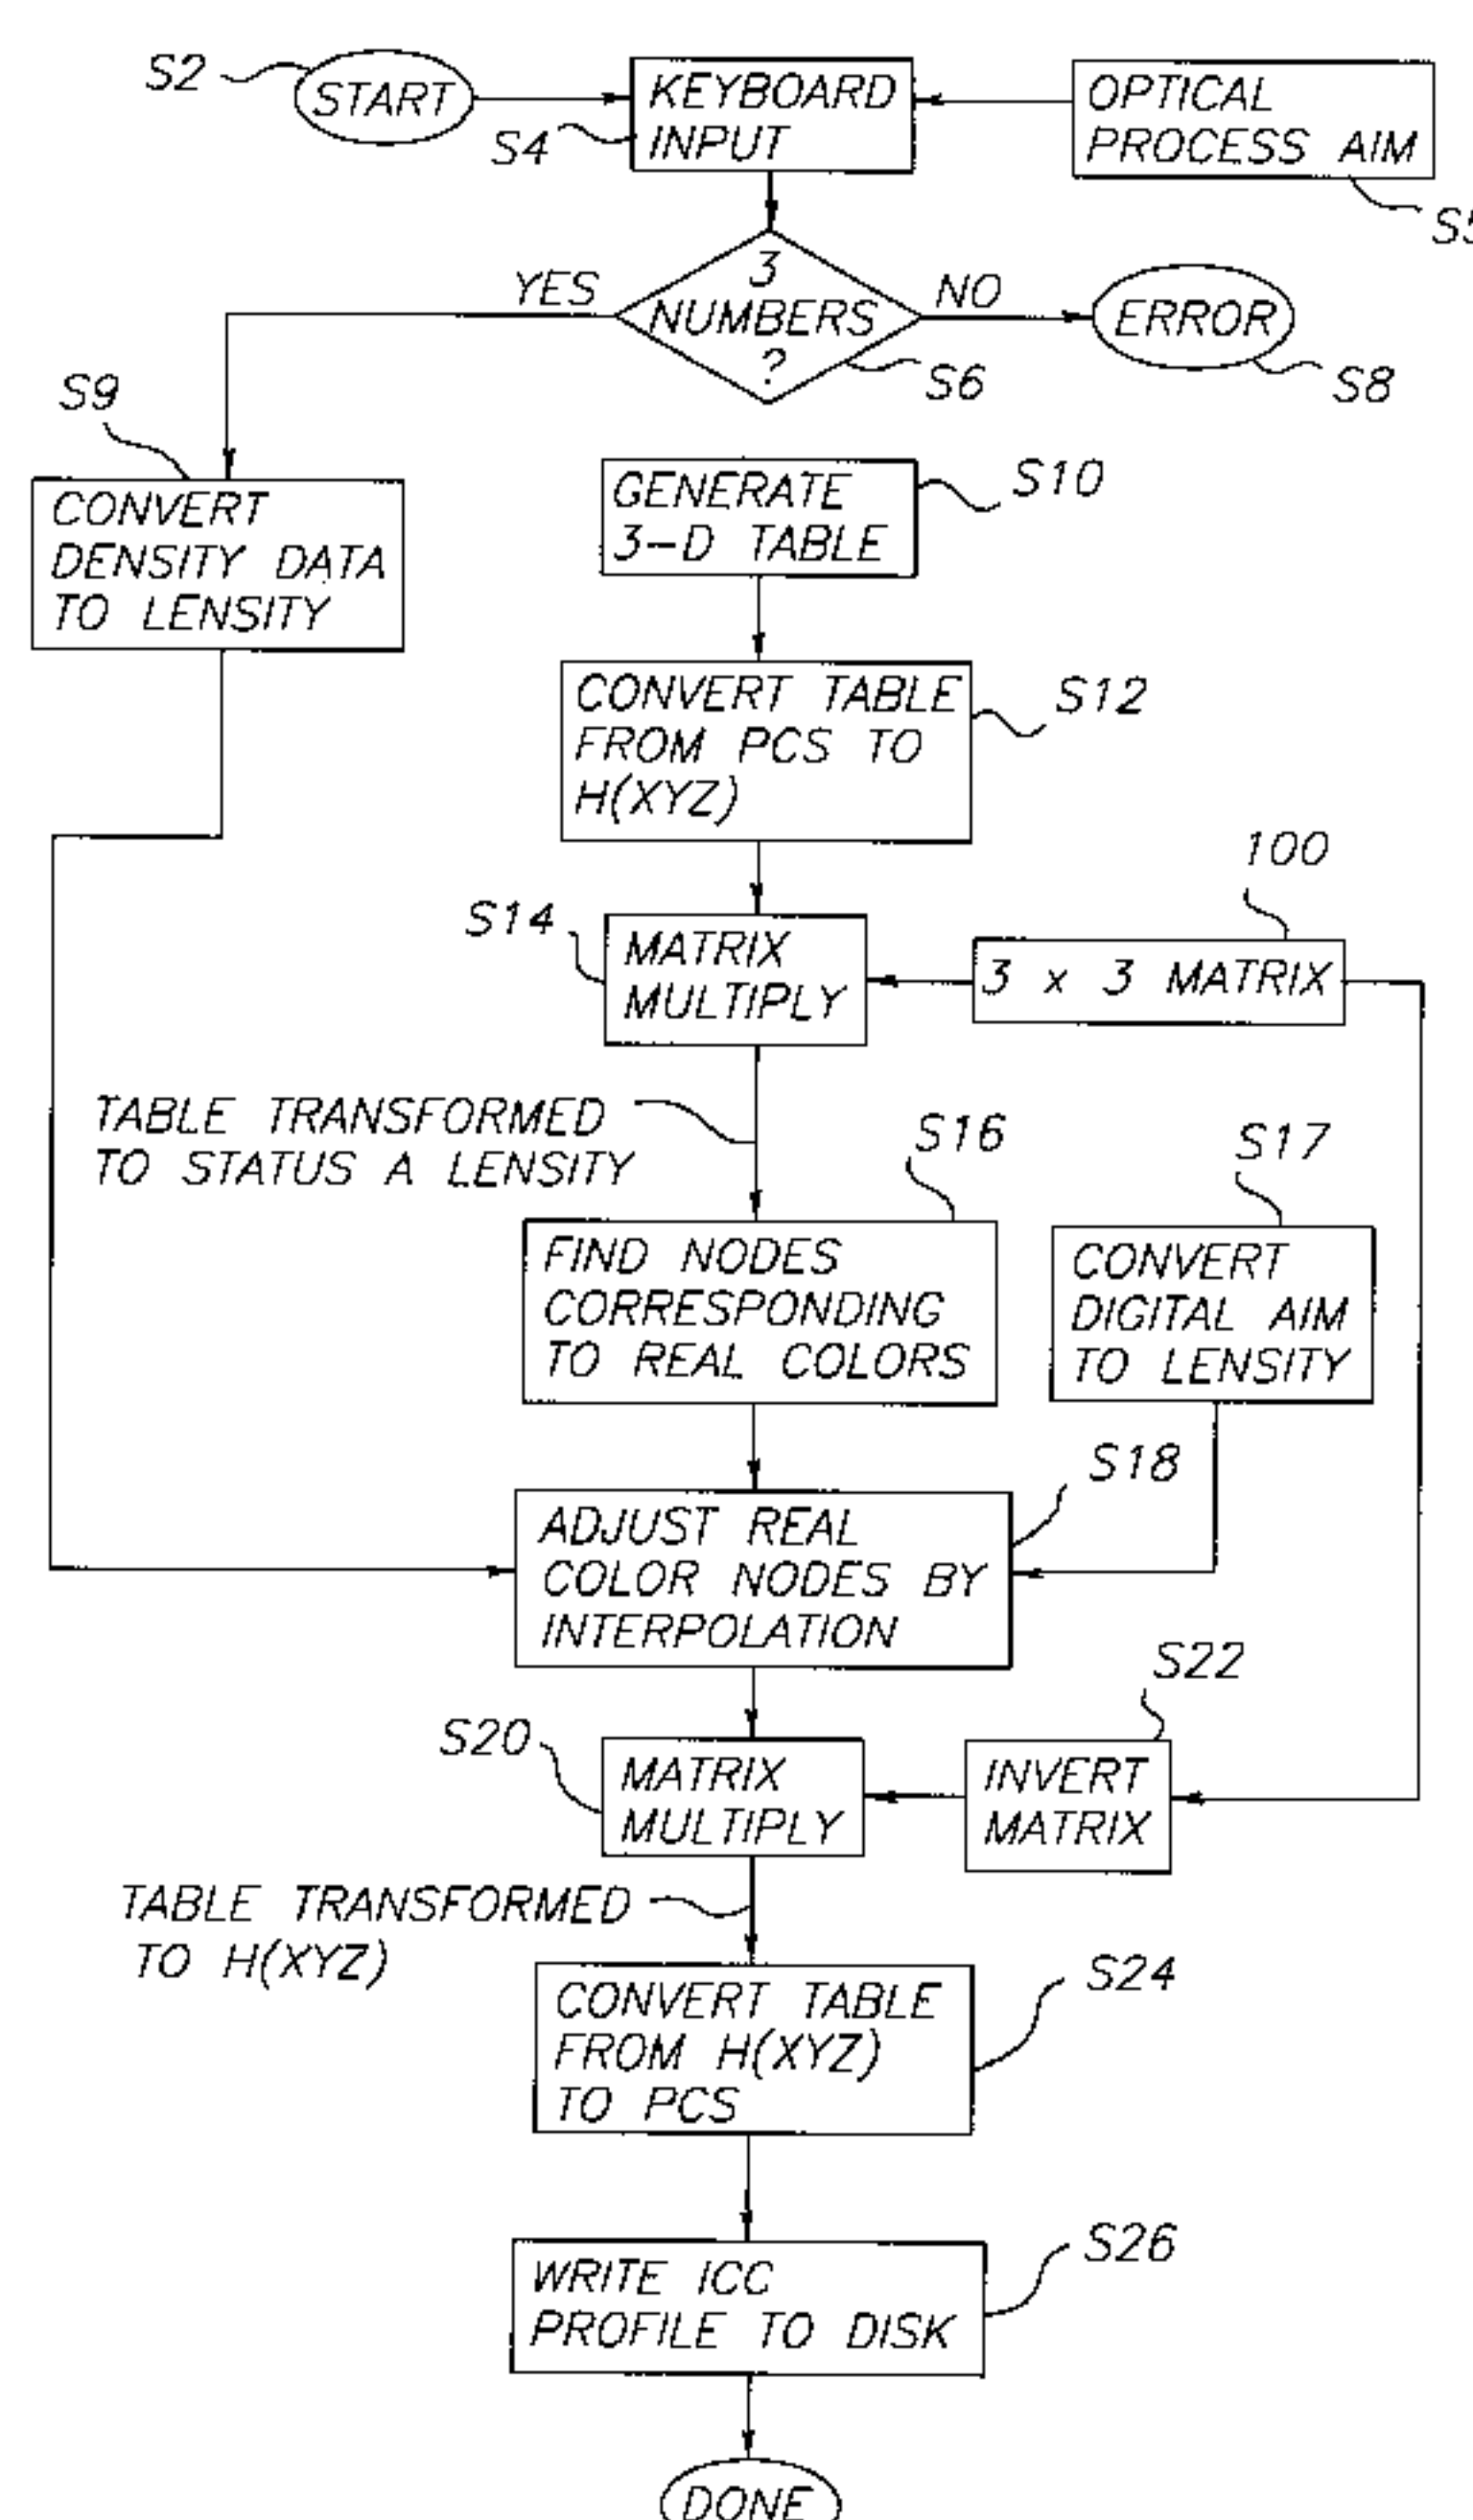 S2
START
S4
KEYBOARD
INPUT
OPTICAL
PROCESS AIM
YES
3
NUMBERS
?
NO
ERROR
S6
S8
S9
CONVERT
DENSITY DATA
TO LENSITY
GENERATE
3-D TABLE
S10
CONVERT TABLE
FROM PCS TO
H(XYZ)
S12
S14
MATRIX
MULTIPLY
100
3 x 3 MATRIX
TABLE TRANSFORMED
TO STATUS A LENSITY
S16
FIND NODES
CORRESPONDING
TO REAL COLORS
S17
CONVERT
DIGITAL AIM
TO LENSITY
S18
ADJUST REAL
COLOR NODES BY
INTERPOLATION
S20
MATRIX
MULTIPLY
S22
INVERT
MATRIX
TABLE TRANSFORMED
TO H(XYZ)
CONVERT TABLE
FROM H(XYZ)
TO PCS
S24
WRITE ICC
PROFILE TO DISK
S26
DONE